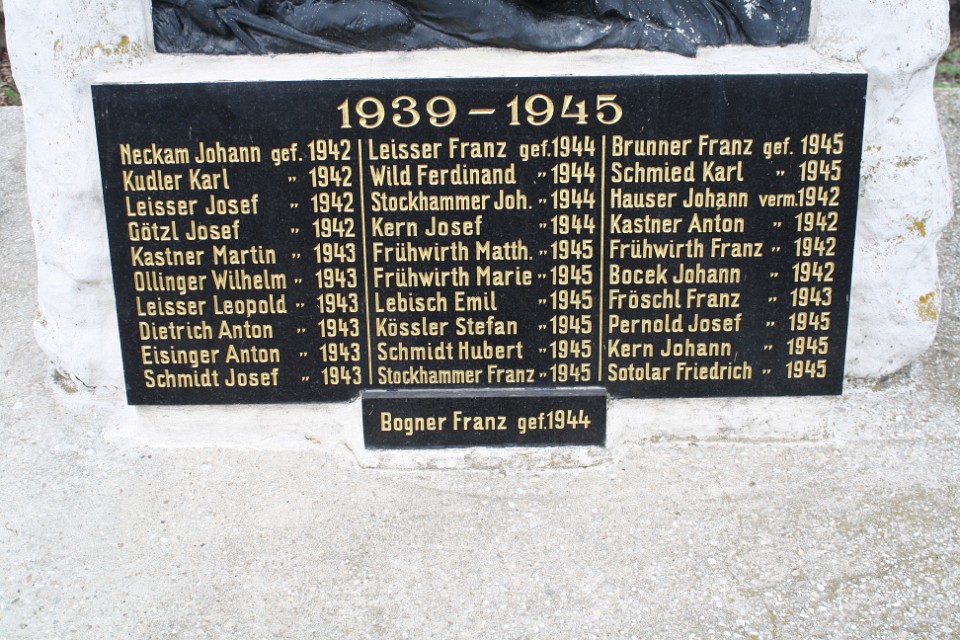 1939 – 1945
Neckam Johann gef. 1942
Kudler Karl " 1942
Leisser Josef " 1942
Götzl Josef " 1942
Kastner Martin " 1943
Ollinger Wilhelm " 1943
Leisser Leopold " 1943
Dietrich Anton " 1943
Eisinger Anton " 1943
Schmidt Josef " 1943
Leisser Franz gef. 1944
Wild Ferdinand " 1944
Stockhammer Joh. " 1944
Kern Josef " 1944
Frühwirth Matth. " 1945
Frühwirth Marie " 1945
Lebisch Emil " 1945
Kössler Stefan " 1945
Schmidt Hubert " 1945
Stockhammer Franz " 1945
Brunner Franz gef. 1945
Schmied Karl " 1945
Hauser Johann verm. 1942
Kastner Anton " 1942
Frühwirth Franz " 1942
Bocek Johann " 1942
Fröschl Franz " 1943
Pernold Josef " 1945
Kern Johann " 1945
Sotolar Friedrich " 1945
Bogner Franz gef. 1944